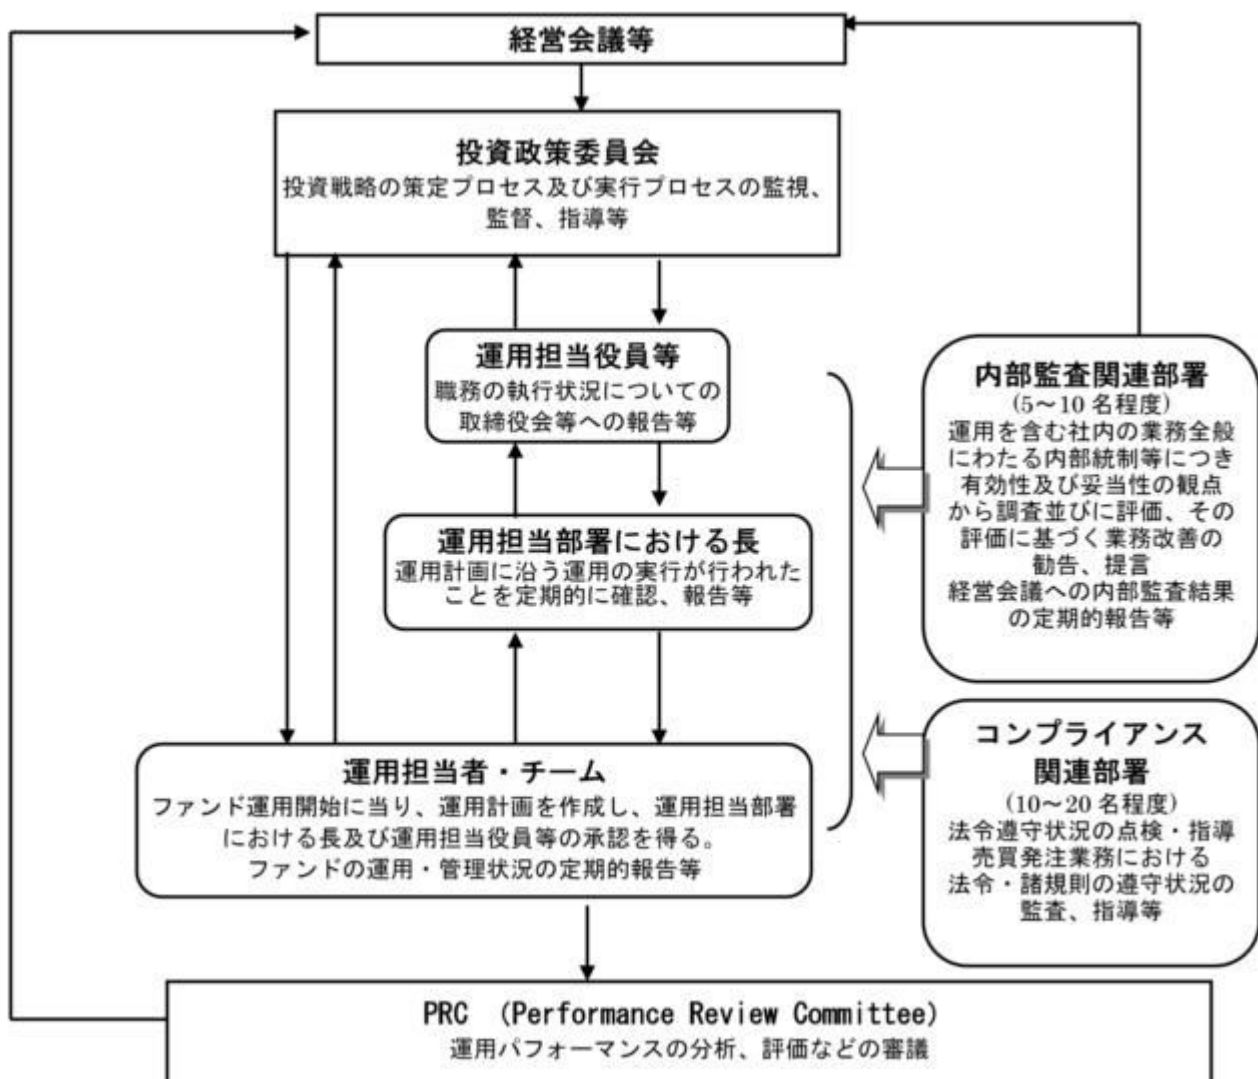 経営会議等
投資政策委員会
投資戦略の策定プロセス及び実行プロセスの監視、
監督、指導等
運用担当役員等
職務の執行状況についての
取締役会等への報告等
運用担当部署における長
運用計画に沿う運用の実行が行われた
ことを定期的に確認、報告等
運用担当者・チーム
ファンド運用開始に当り、運用計画を作成し、運用担当部署
における長及び運用担当役員等の承認を得る。
ファンドの運用・管理状況の定期的報告等
内部監査関連部署
(5～10 名程度)
運用を含む社内の業務全般
にわたる内部統制等につき
有効性及び妥当性の観点
から調査並びに評価、その
評価に基づく業務改善の
勧告、提言
経営会議への内部監査結果
の定期的報告等
コンプライアンス
関連部署
(10～20 名程度)
法令遵守状況の点検・指導
売買発注業務における
法令・諸規則の遵守状況の
監査、指導等
PRC （Performance Review Committee)
運用パフォーマンスの分析、評価などの審議